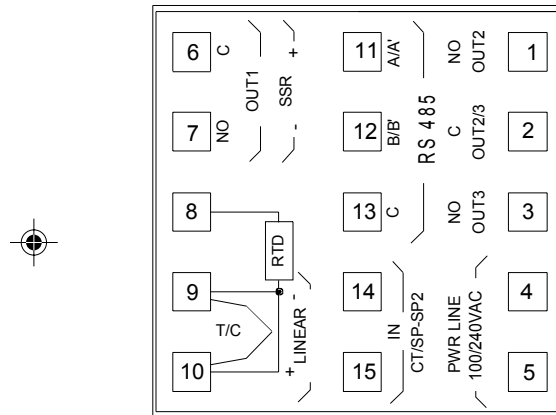 6
C
7
NO
OUT1
SSR
+
-
8
RTD
9
10
T/C
-
LINEAR
+
11
A/A'
12
B/B'
13
C
RS 485
14
15
IN
CT/SP-SP2
NO
OUT2
C
OUT2/3
NO
OUT3
1
2
3
PWR LINE
100/240VAC
4
5